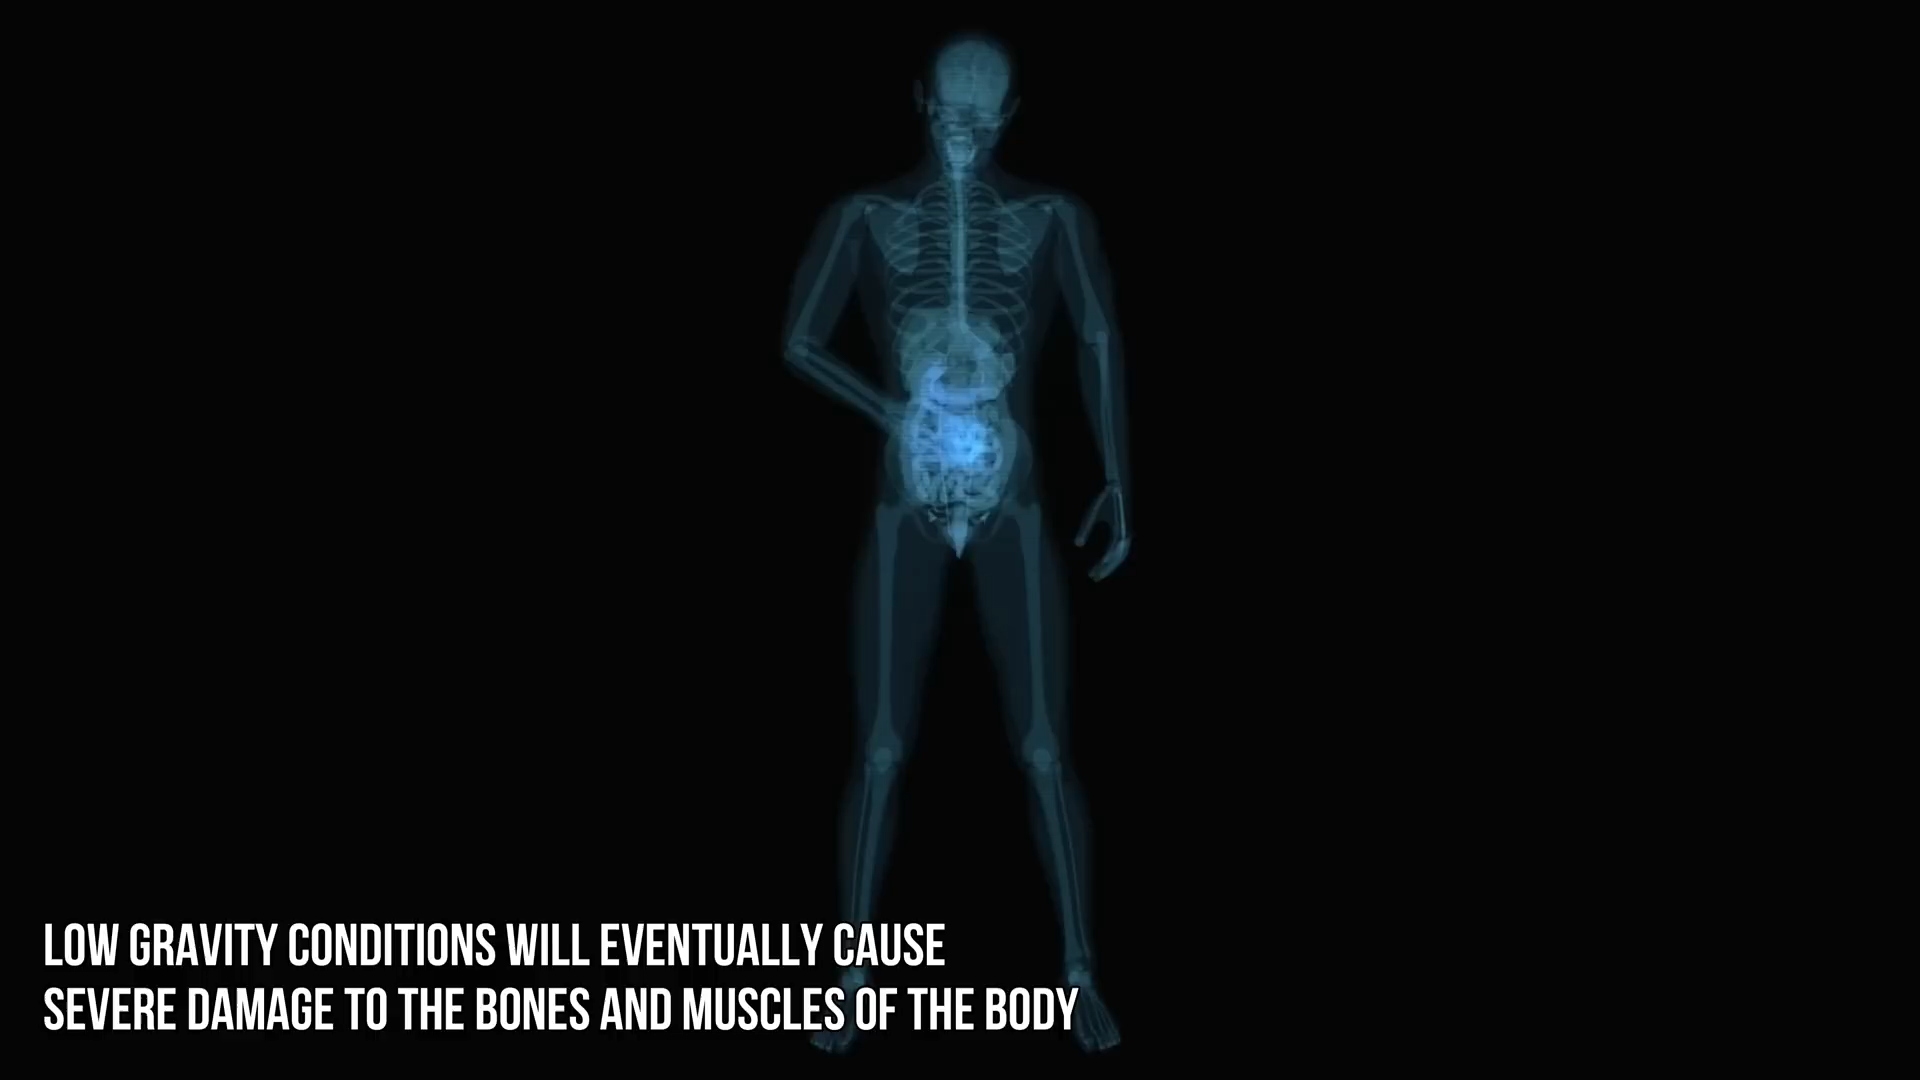 LOW GRAVITY CONDITIONS WILL EVENTUALLY CAUSE
SEVERE DAMAGE TO THE BONES AND MUSCLES OF THE BODY